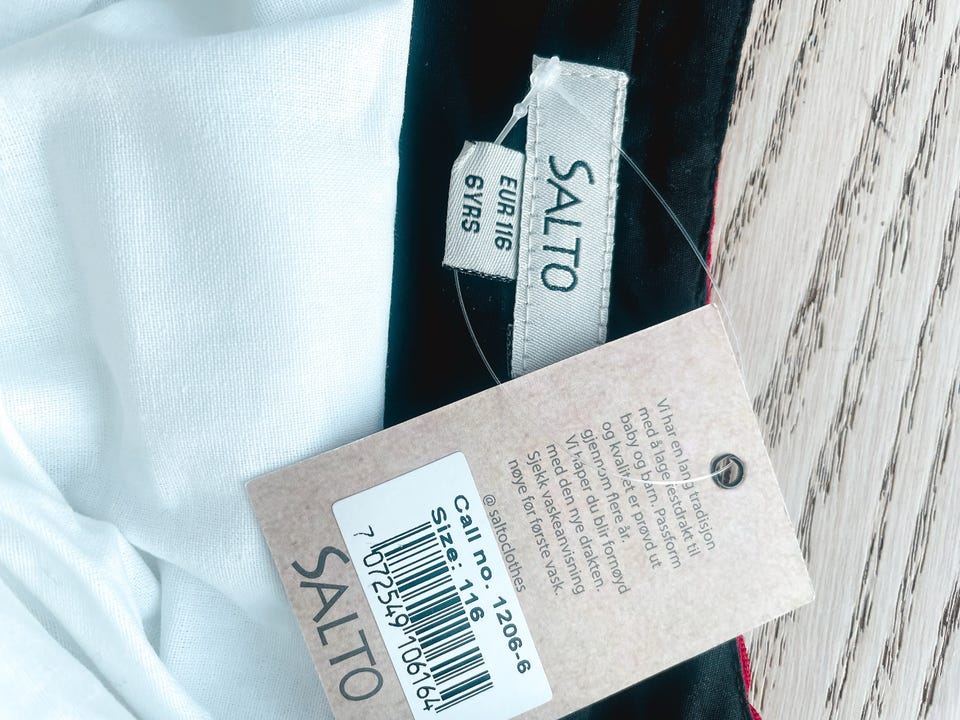 SALTO
EUR 116
6YRS
Vi har en lang tradisjon
med å lage festdrakt til
baby og barn. Passform
og kvalitet er prøvd ut
gjennom flere år.
Vi håper du blir fornøyd
med den nye drakten.
Sjekk vaskeanvisning
nøye før første vask.
@ saltoclothes
Call no. 1206-6
Size: 116
7 072549 106164
SALTO